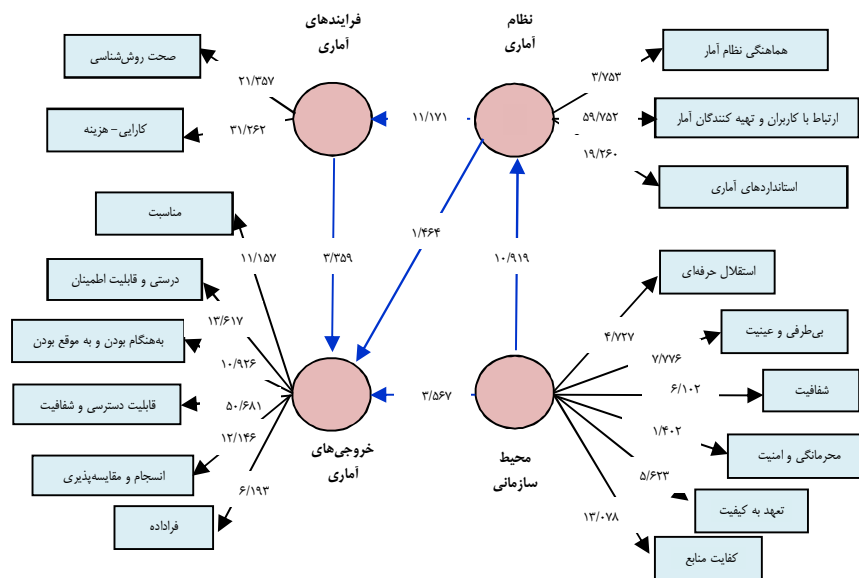 نظام
آماری
فرایندهای
آماری
هماهنگی نظام آمار
ارتباط با کاربران و تهیه کنندگان آمار
استانداردهای آماری
۳/۷۵۳
۵۹/۷۵۲
۱۹/۲۶۰
۱۱/۱۷۱
صحت روش‌شناسی
کارایی- هزینه
۲۱/۳۵۷
۳۱/۲۶۲
۱۰/۹۱۹
۱/۴۶۴
۳/۳۵۹
۳/۵۶۷
استقلال حرفه‌ای
بی‌طرفی و عینیت
شفافیت
محرمانگی و امنیت
تعهد به کیفیت
کفایت منابع
۴/۷۲۷
۷/۷۷۶
۶/۱۰۲
۱/۴۰۲
۵/۶۲۳
۱۳/۰۷۸
محیط
سازمانی
خروجی‌های
آماری
مناسبت
درستی و قابلیت اطمینان
به‌هنگام بودن و به موقع بودن
قابلیت دسترسی و شفافیت
انسجام و مقایسه‌پذیری
فراداده
۱۱/۱۵۷
۱۳/۶۱۷
۱۰/۹۲۶
۵۰/۶۸۱
۱۲/۱۴۶
۶/۱۹۳